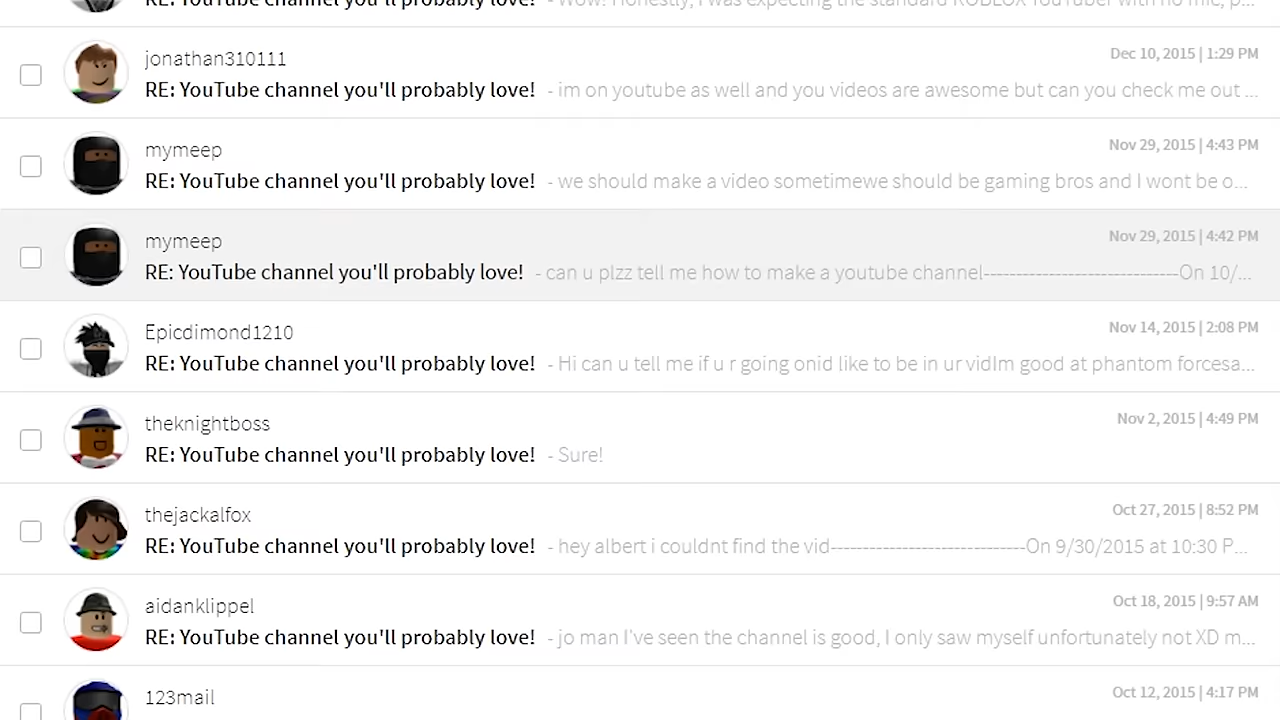 - Wow! Honestly, I was expecting the standard ROBLOX YouTuber with no mic, p...
jonathan310111
Dec 10, 2015 | 1:29 PM
RE: YouTube channel you'll probably love! - im on youtube as well and you videos are awesome but can you check me out ...
mymeep
Nov 29, 2015 | 4:43 PM
RE: YouTube channel you'll probably love! - we should make a video sometimewe should be gaming bros and I wont be o...
mymeep
Nov 29, 2015 | 4:42 PM
RE: YouTube channel you'll probably love! - can u plzz tell me how to make a youtube channel------------------------------On 10/...
Epicdimond1210
Nov 14, 2015 | 2:08 PM
RE: YouTube channel you'll probably love! - Hi can u tell me if u r going onid like to be in ur vidIm good at phantom forcesa...
theknightboss
Nov 2, 2015 | 4:49 PM
RE: YouTube channel you'll probably love! - Sure!
thejackalfox
Oct 27, 2015 | 8:52 PM
RE: YouTube channel you'll probably love! - hey albert i couldnt find the vid------------------------------On 9/30/2015 at 10:30 P...
aidanklippel
Oct 18, 2015 | 9:57 AM
RE: YouTube channel you'll probably love! - jo man I've seen the channel is good, I only saw myself unfortunately not XD m...
123mail
Oct 12, 2015 | 4:17 PM